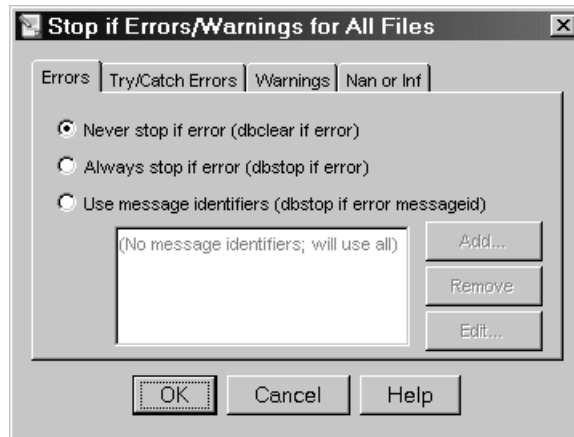 Stop if Errors/Warnings for All Files
Errors Try/Catch Errors Warnings Nan or Inf
Never stop if error (dbclear if error)
Always stop if error (dbstop if error)
Use message identifiers (dbstop if error messageid)
(No message identifiers; will use all) Add...
Remove
Edit...
OK Cancel Help